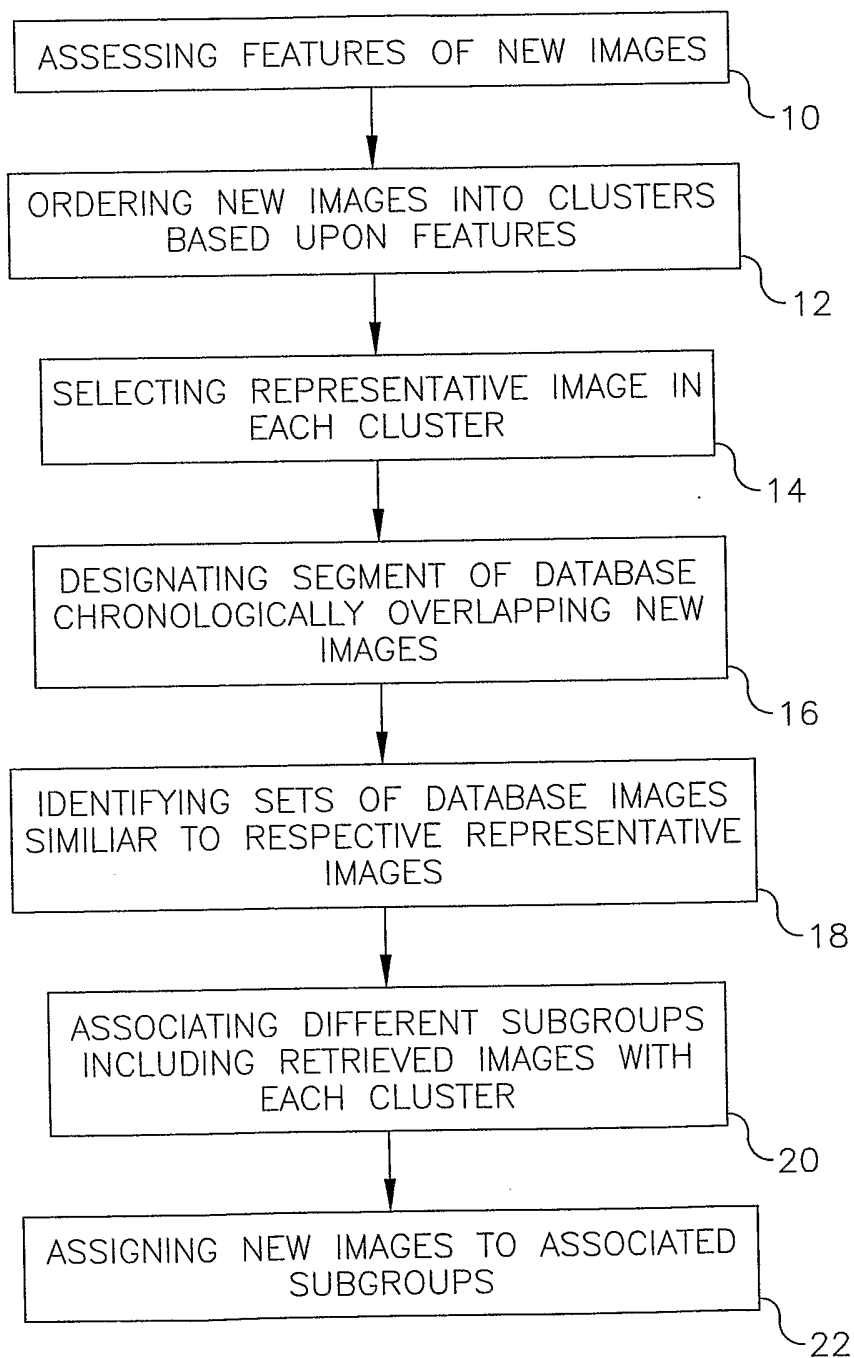 ASSESSING FEATURES OF NEW IMAGES
10
ORDERING NEW IMAGES INTO CLUSTERS
BASED UPON FEATURES
12
SELECTING REPRESENTATIVE IMAGE IN
EACH CLUSTER
14
DESIGNATING SEGMENT OF DATABASE
CHRONOLOGICALLY OVERLAPPING NEW
IMAGES
16
IDENTIFYING SETS OF DATABASE IMAGES
SIMILIAR TO RESPECTIVE REPRESENTATIVE
IMAGES
18
ASSOCIATING DIFFERENT SUBGROUPS
INCLUDING RETRIEVED IMAGES WITH
EACH CLUSTER
20
ASSIGNING NEW IMAGES TO ASSOCIATED
SUBGROUPS
22